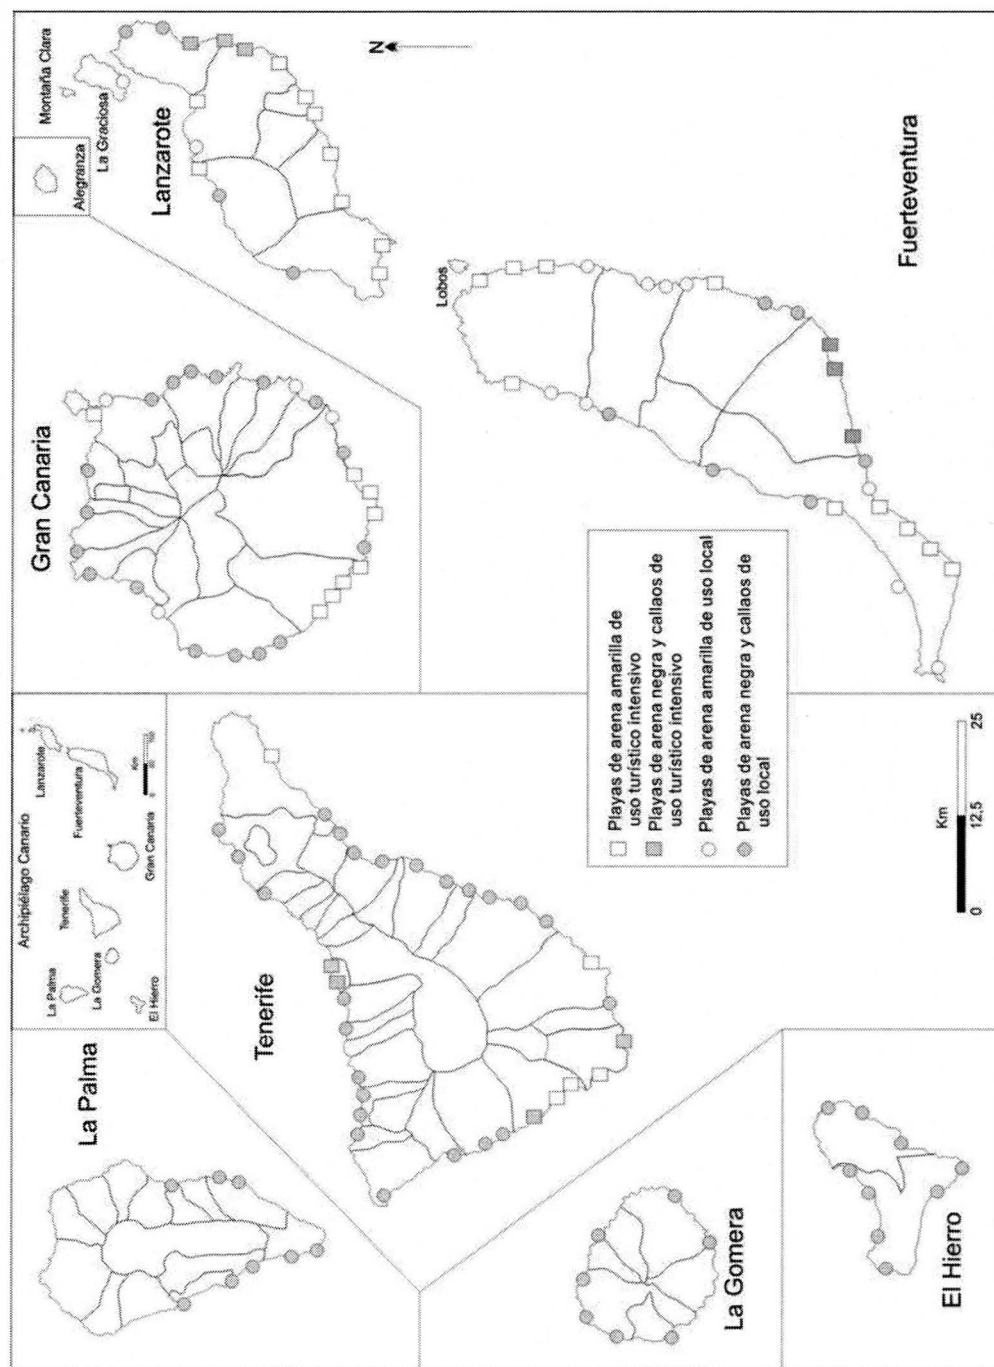 La Palma
Archipiélago Canario
La Palma
La Gomera
El Hierro
Tenerife
Gran Canaria
Lanzarote
Fuerteventura
Km
0
Gran Canaria
Alegranza
Montaña Clara
La Graciosa
Lanzarote
N
Tenerife
Lobos
Fuerteventura
La Gomera
El Hierro
Playas de arena amarilla de
uso turístico intensivo
Playas de arena negra y callaos de
uso turístico intensivo
Playas de arena amarilla de uso local
Playas de arena negra y callaos de
uso local
Km
0 12,5 25